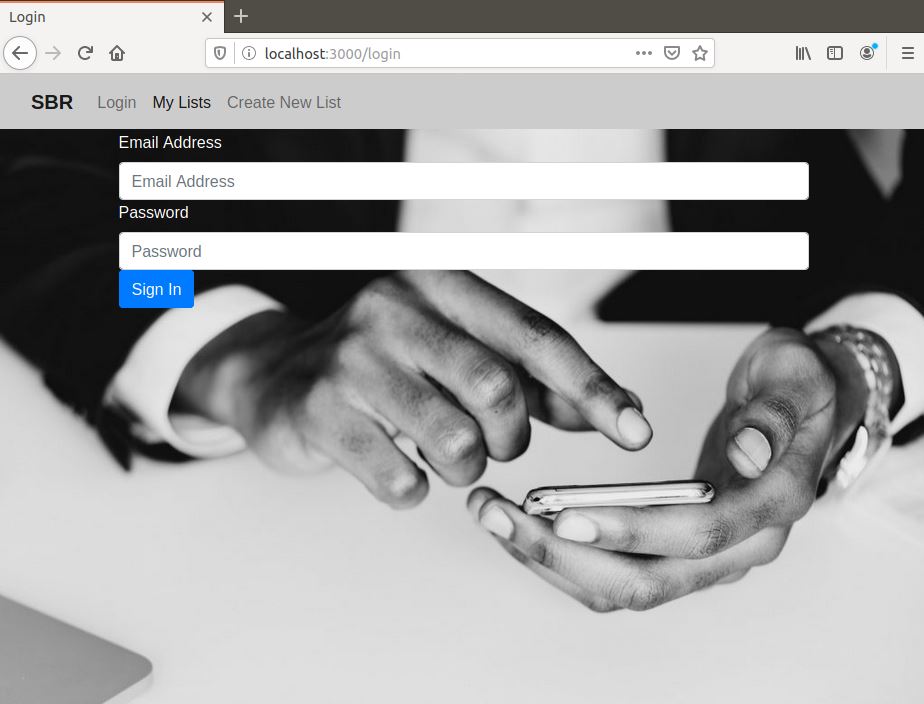 Login
localhost:3000/login
SBR Login My Lists Create New List
Email Address
Email Address
Password
Password
Sign In